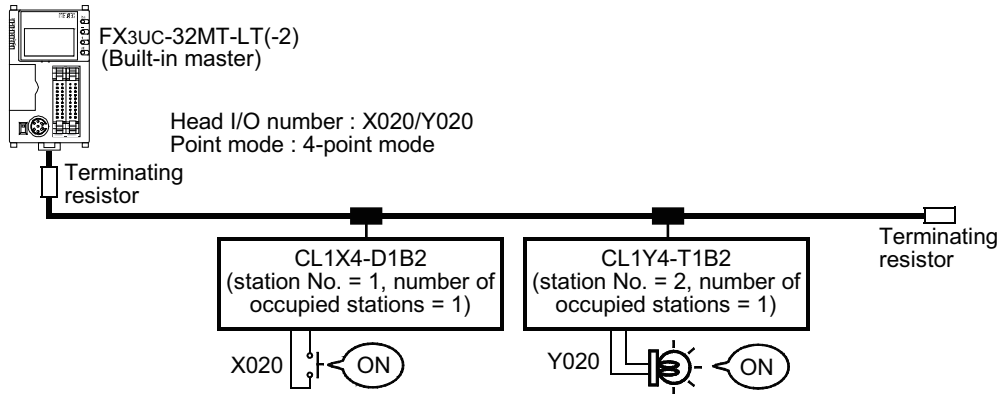 FX3UC-32MT-LT(-2)
(Built-in master)
Head I/O number : X020/Y020
Point mode : 4-point mode
Terminating
resistor
Terminating
resistor
CL1X4-D1B2
(station No. = 1, number of
occupied stations = 1)
CL1Y4-T1B2
(station No. = 2, number of
occupied stations = 1)
X020
ON
Y020
ON